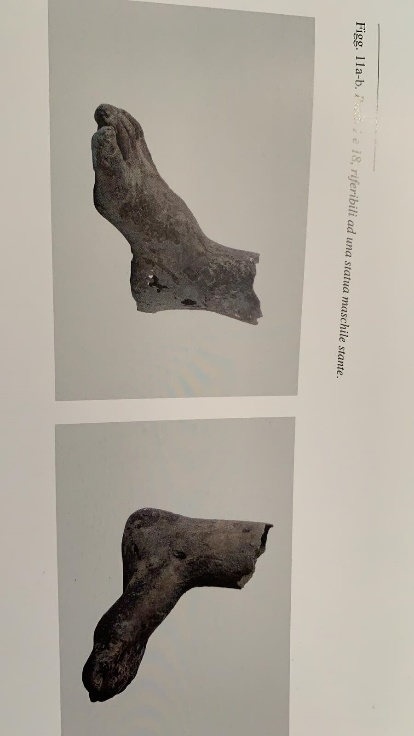 Figg. 11a-b. e 18, riferibili ad una statua maschile stante.